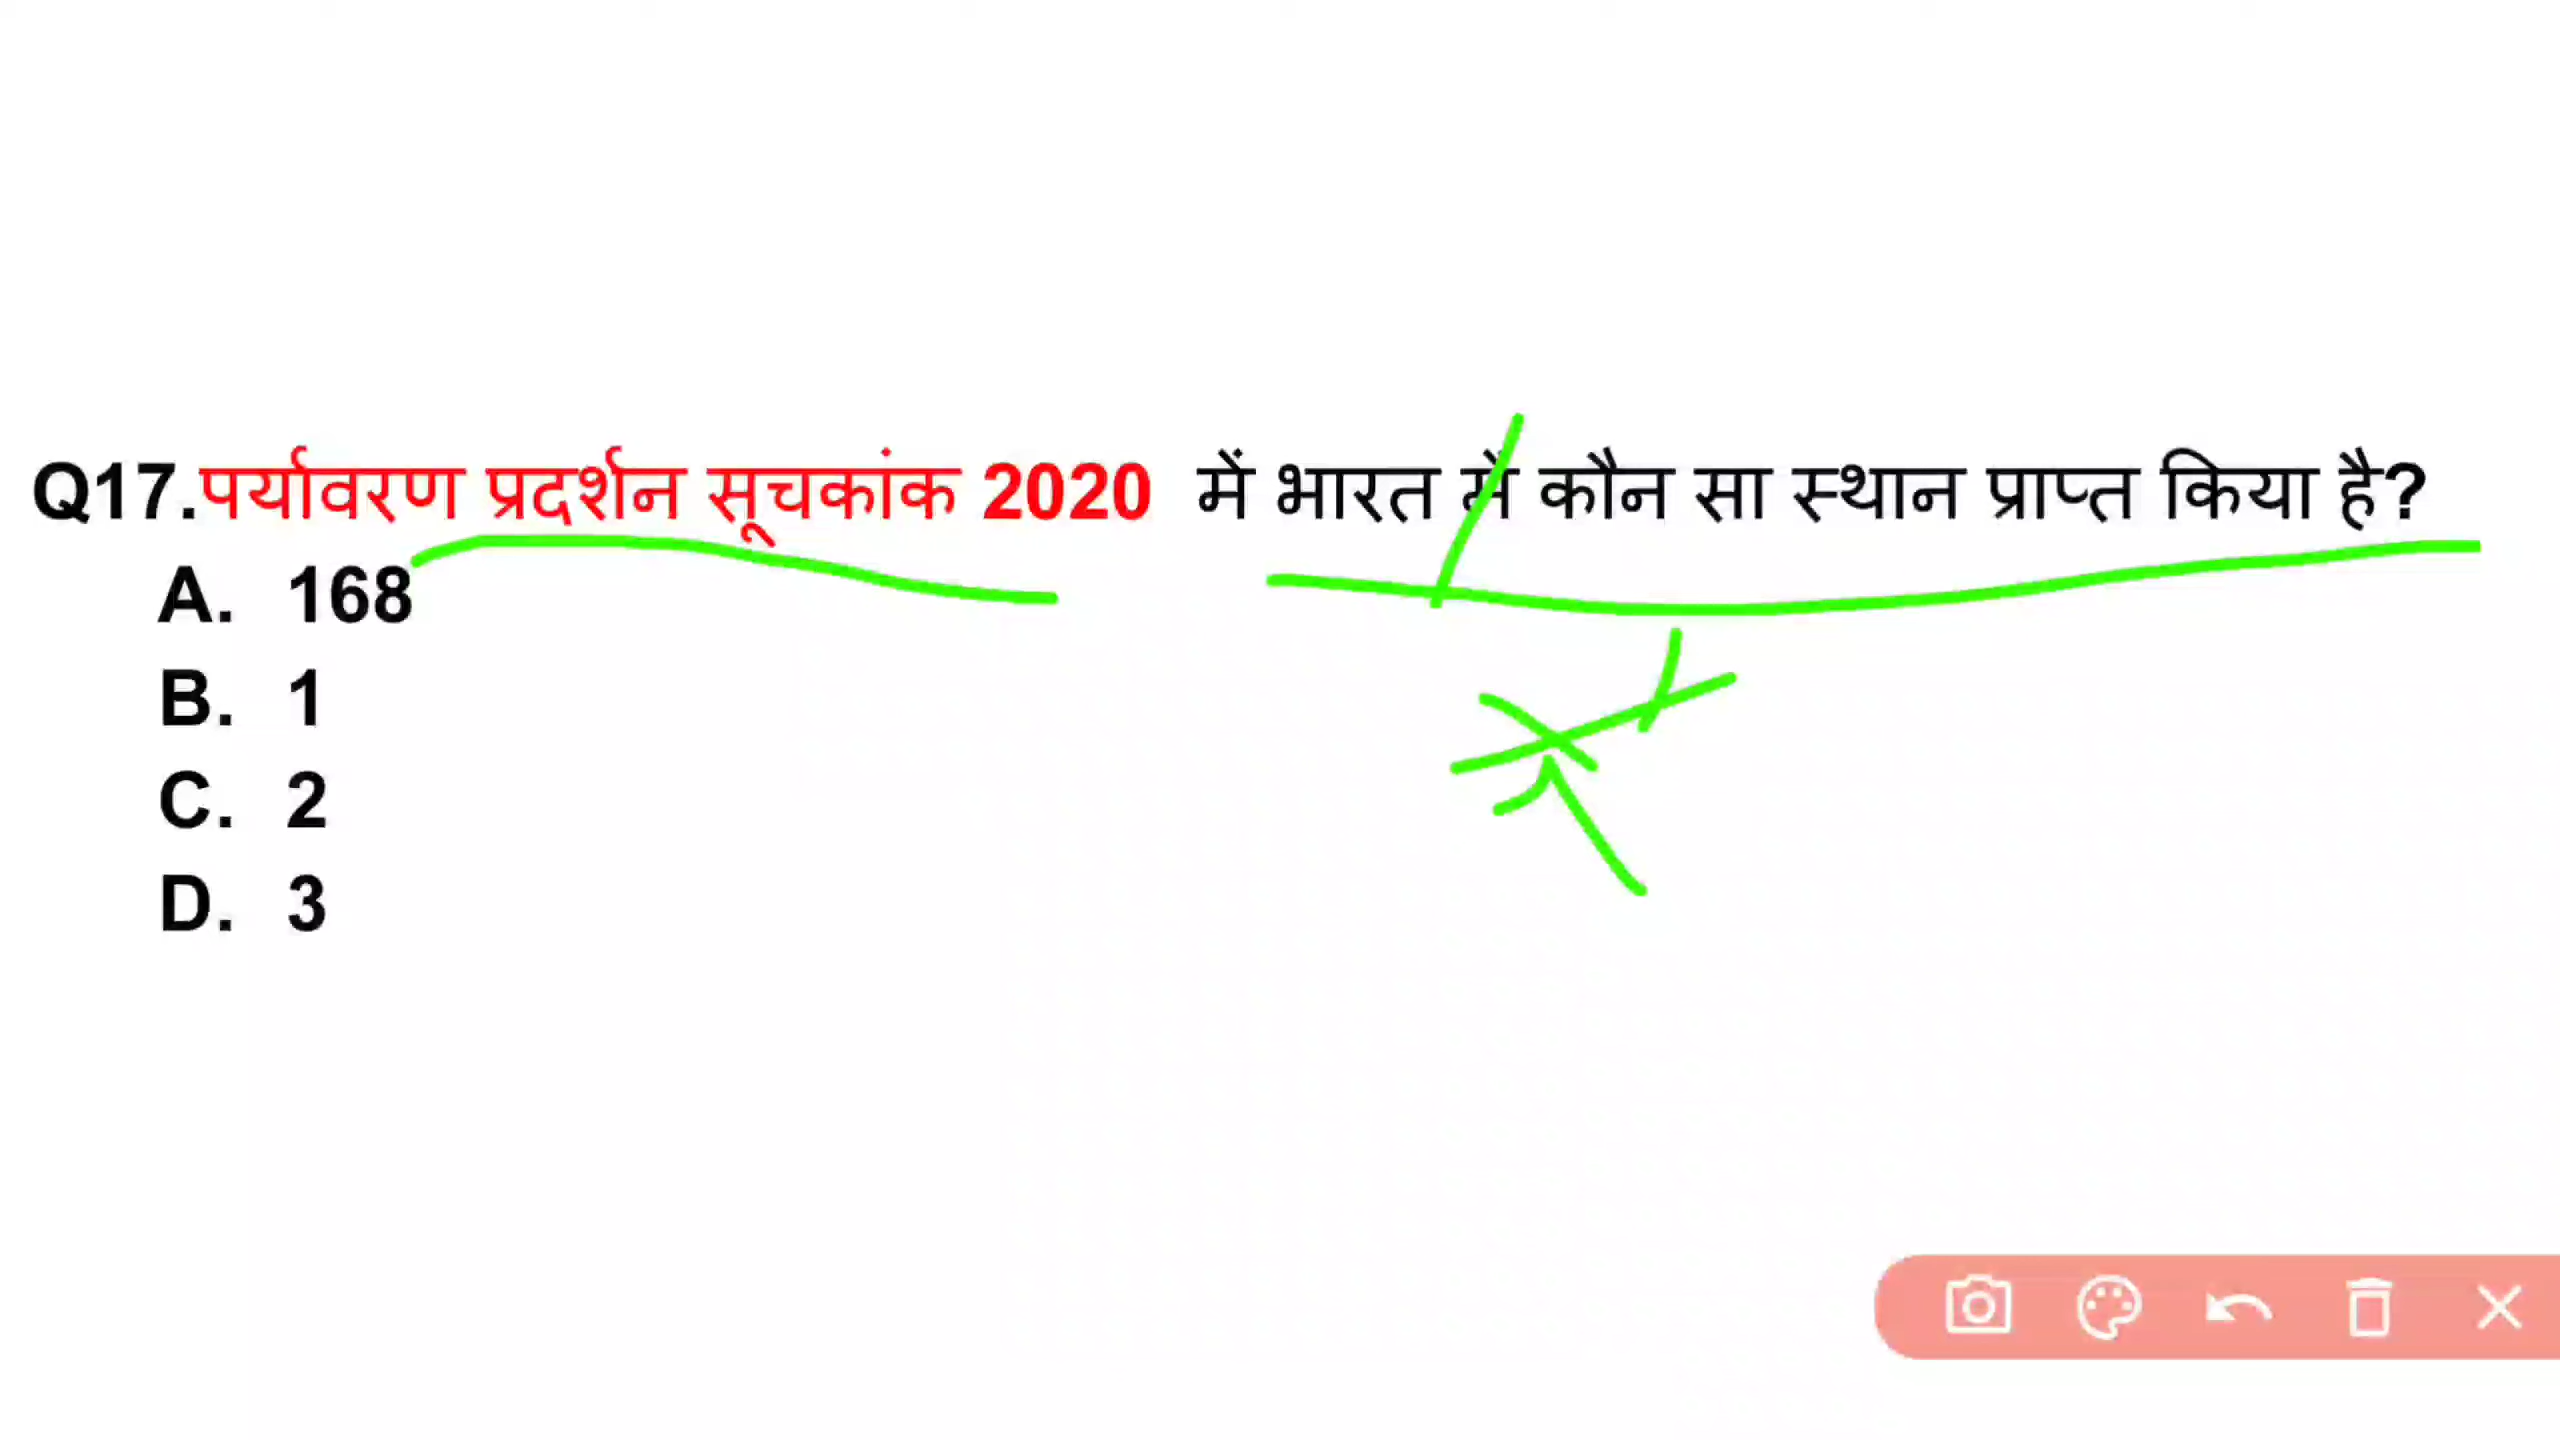 Q17.पर्यावरण प्रदर्शन सूचकांक 2020 में भारत में कौन सा स्थान प्राप्त किया है?
A. 168
B. 1
C. 2
D. 3